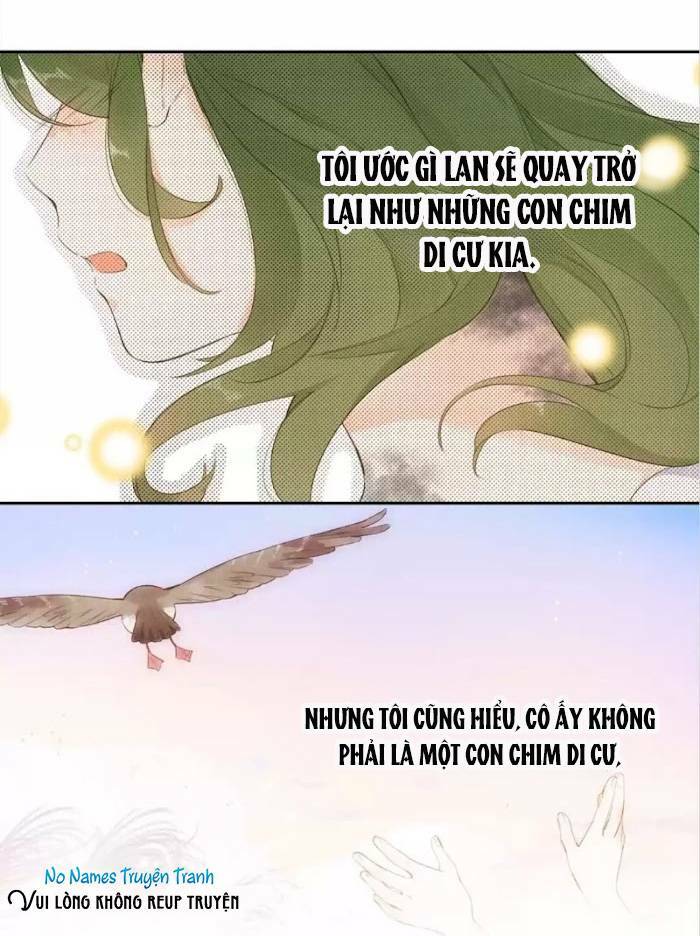 TÔI ƯỚC GÌ LAN SẼ QUAY TRỞ
LẠI NHƯ NHỮNG CON CHIM
DI CƯ KIA.
NHƯNG TÔI CŨNG HIỂU, CÔ ẤY KHÔNG
PHẢI LÀ MỘT CON CHIM DI CƯ,
No Names Truyện Tranh
VUI LÒNG KHÔNG REUP TRUYỆN